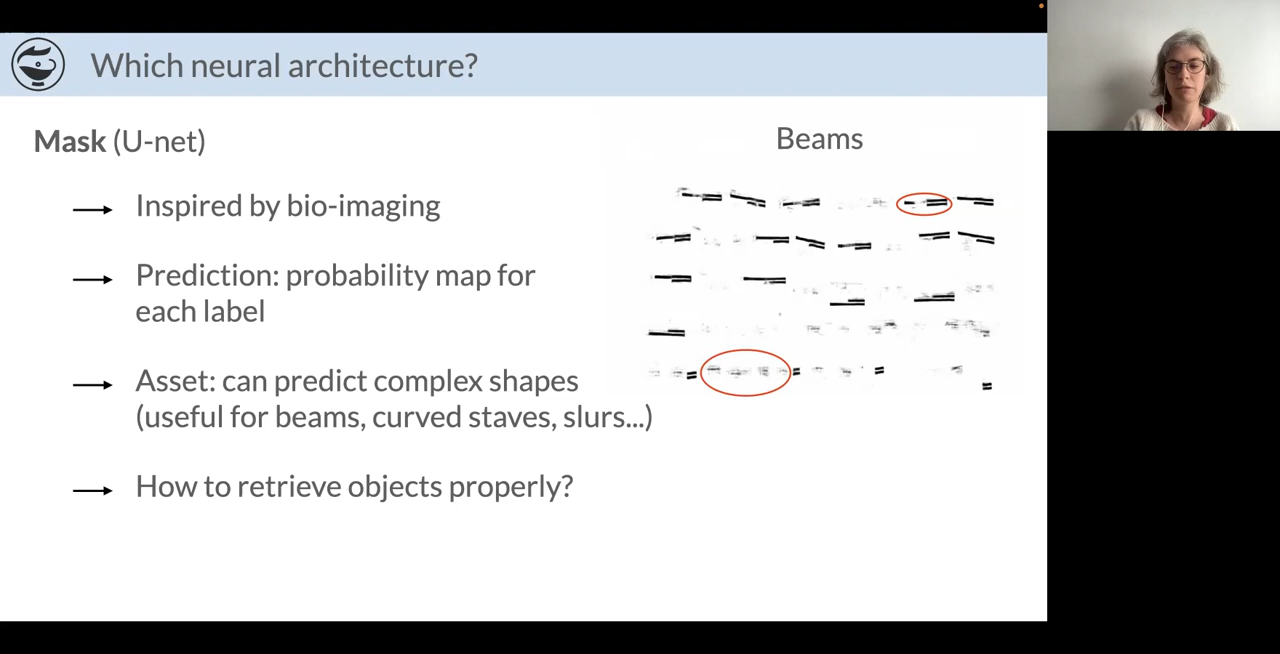 Which neural architecture?
Mask (U-net)
Beams
Inspired by bio-imaging
Prediction: probability map for
each label
Asset: can predict complex shapes
(useful for beams, curved staves, slurs...)
How to retrieve objects properly?